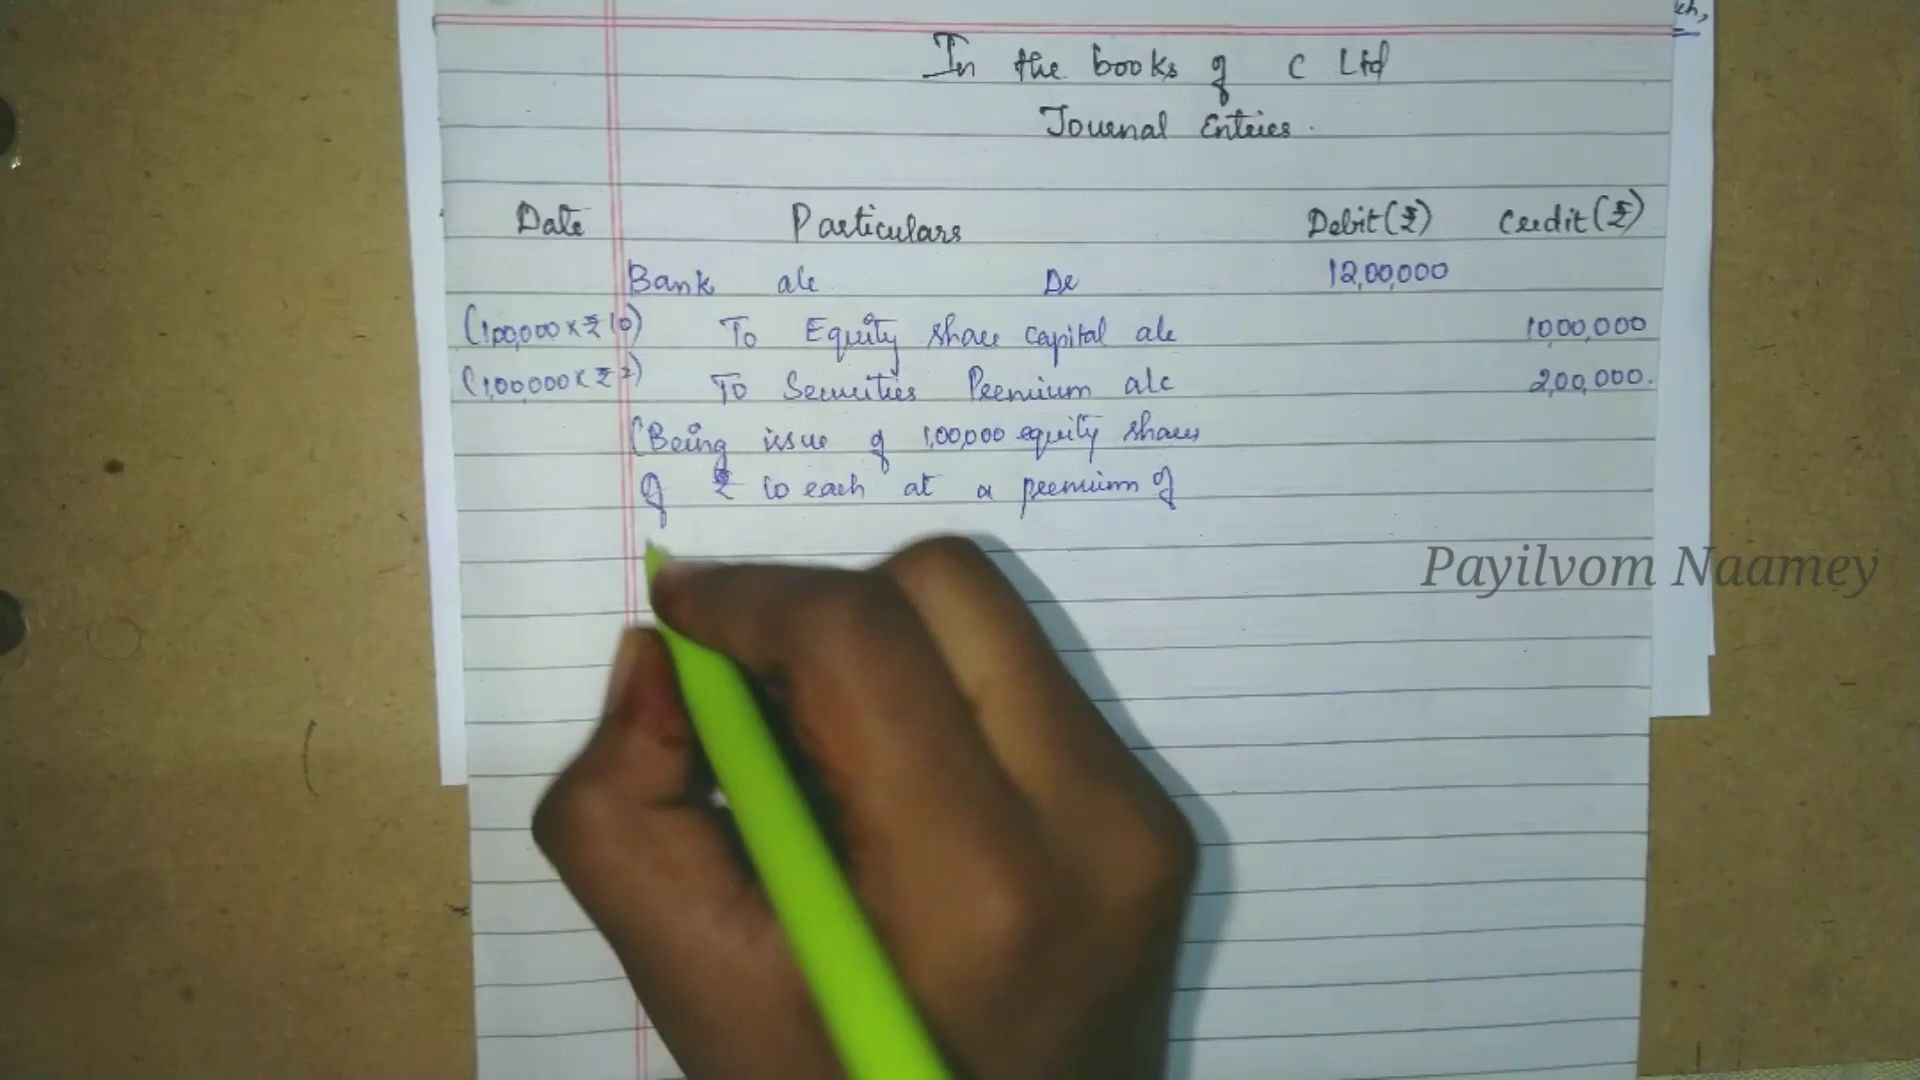 In the books of C Ltd
Journal Entries.
Date Particulars Debit(₹) Credit(₹)
Bank a/c Dr 12,00,000
(1,00,000 x ₹ 10) To Equity share capital a/c 10,00,000
(1,00,000 x ₹ 2) To Securities Premium a/c 2,00,000.
(Being issue of 1,00,000 equity shares
of ₹ 10 each at a premium of
Payilvom Naamey